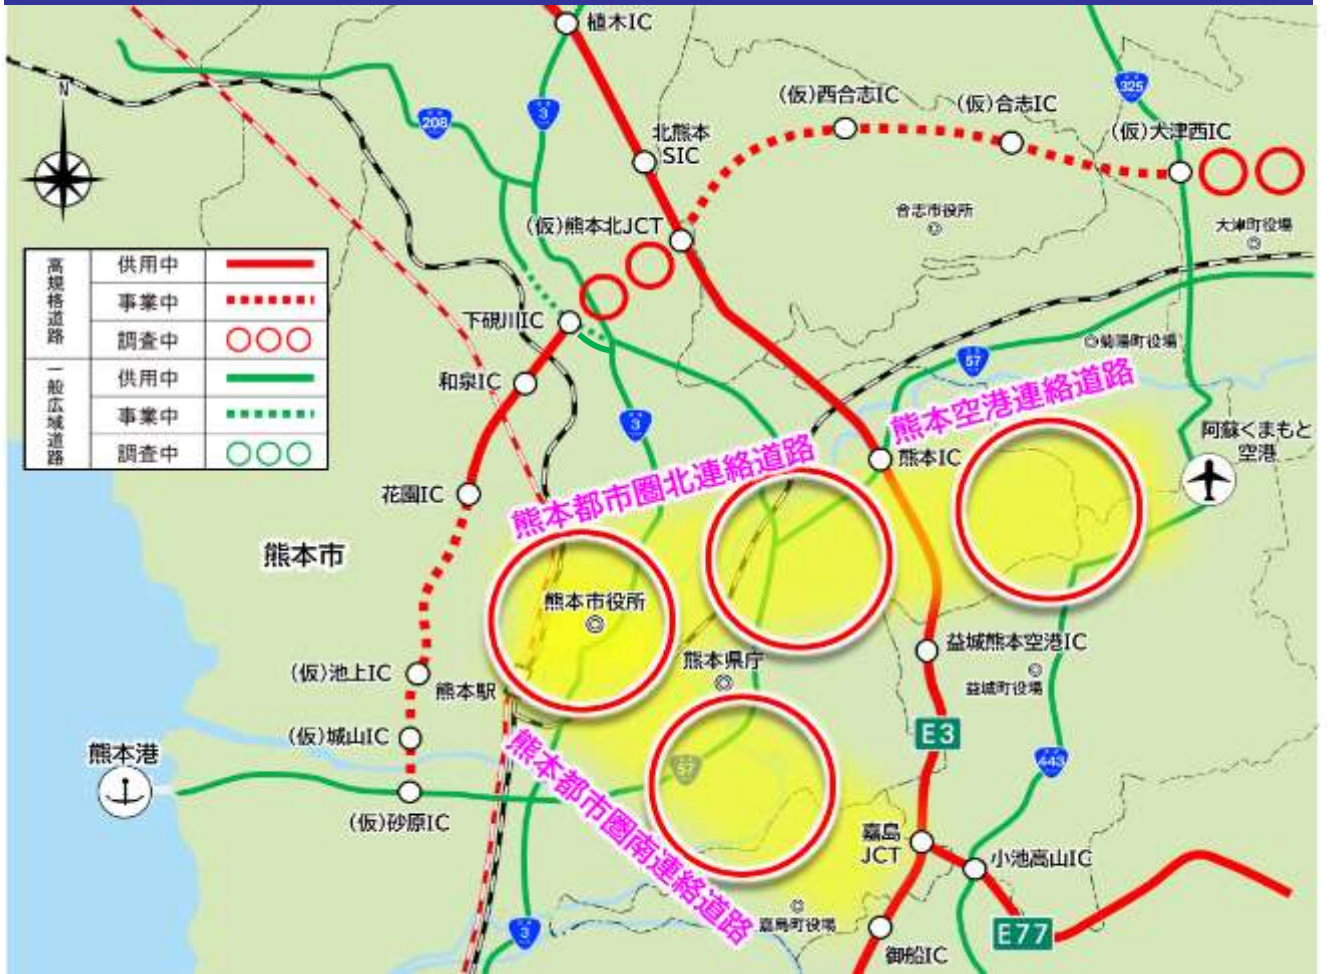 植木IC
325
(仮)西合志IC
(仮)合志IC
3
208
(仮)大津西IC
北熊本
SIC
N
合志市役所
大津町役場
(仮)熊本北JCT
高規格道路
供用中
事業中
調査中
一般広域道路
供用中
事業中
調査中
下硯川IC
菊陽町役場
57
和泉IC
熊本空港連絡道路
3
阿蘇くまもと
空港
熊本都市圏北連絡道路
熊本IC
花園IC
熊本市
熊本市役所
益城熊本空港IC
熊本県庁
(仮)池上IC
熊本駅
益城町役場
(仮)城山IC
E3
熊本港
57
443
熊本都市圏南連絡道路
(仮)砂原IC
嘉島
JCT
小池高山IC
嘉島町役場
3
E77
御船IC